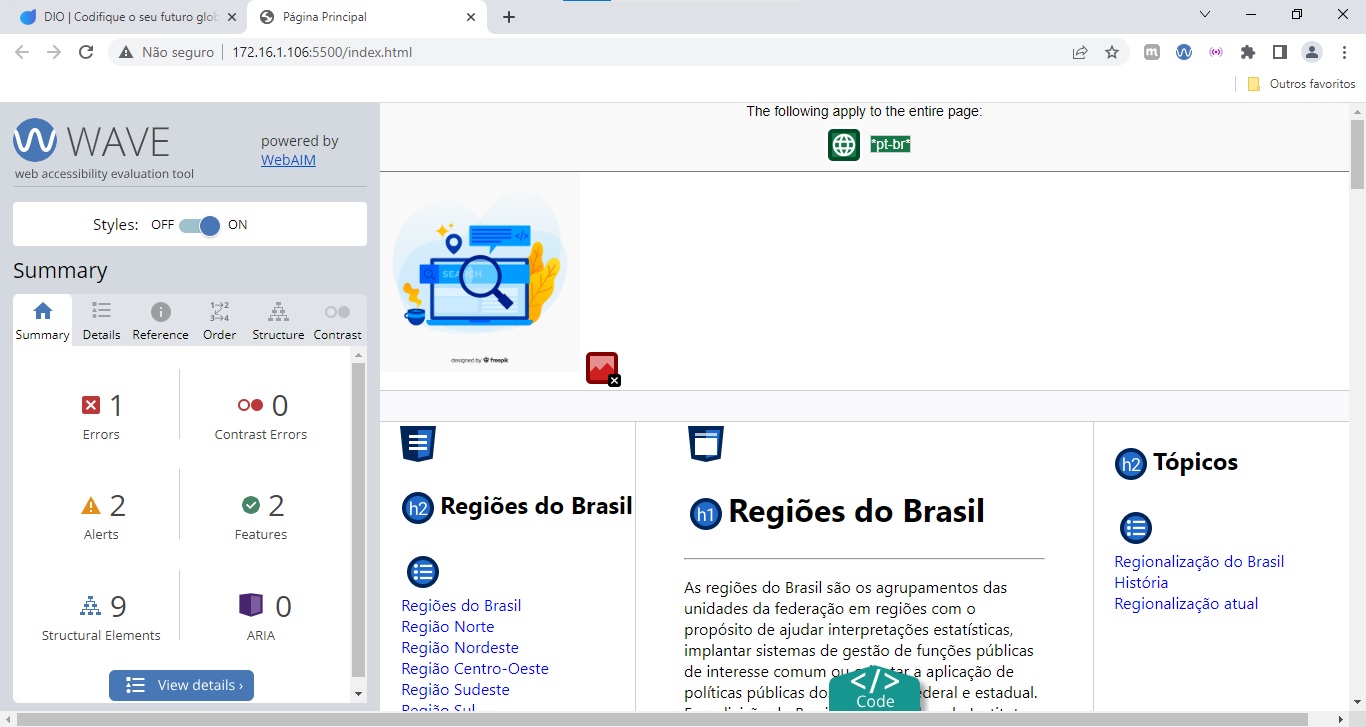 DIO | Codifique o seu futuro glob
Página Principal
Não seguro
172.16.1.106:5500/index.html
m
Outros favoritos
WAVE
powered by
WebAIM
web accessibility evaluation tool
Styles: OFF ON
Summary
Summary Details Reference Order Structure Contrast
1→2
3→4
1
Errors
0
Contrast Errors
2
Alerts
2
Features
9
Structural Elements
0
ARIA
View details ›
The following apply to the entire page:
*pt-br*
</>
SEARCH
designed by freepik
h2 Regiões do Brasil
Regiões do Brasil
Região Norte
Região Nordeste
Região Centro-Oeste
Região Sudeste
Região Sul
h1 Regiões do Brasil
As regiões do Brasil são os agrupamentos das
unidades da federação em regiões com o
propósito de ajudar interpretações estatísticas,
implantar sistemas de gestão de funções públicas
de interesse comum ou a aplicação de
políticas públicas dos federal e estadual.
</>
Code
h2 Tópicos
Regionalização do Brasil
História
Regionalização atual